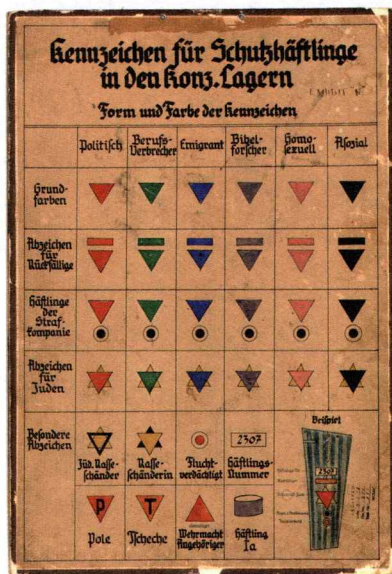 Kennzeichen für Schutzhäftlinge
in den Konz.Lagern
EXHIBIT
Form und Farbe der Kennzeichen
Politisch
Berufs-
Verbrecher
Emigrant
Bibel-
forscher
Homo-
sexuell
Asozial
Grund-
farben
Abzeichen
für
Rückfällige
Häftlinge
der
Straf-
kompanie
Abzeichen
für
Juden
Besondere
Abzeichen
Jüd. Rasse-
schänder
Rasse-
schänderin
Flucht-
verdächtigt
2307
Häftlings-
Nummer
Beispiel
2307
P
Pole
T
Tscheche
Wehrmacht
Angehöriger
Häftling
Ia